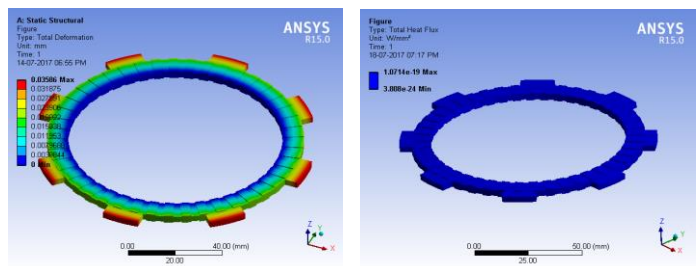 A: Static Structural
Figure
Type: Total Deformation
Unit: mm
Time: 1
14-07-2017 06:55 PM
0.03586 Max
0.031875
0 Min
ANSYS
R15.0
0.00
40.00 (mm)
20.00
Z
Y
X
Figure
Type: Total Heat Flux
Unit: W/mm²
Time: 1
18-07-2017 07:17 PM
1.0714e-19 Max
3.808e-24 Min
ANSYS
R15.0
0.00
50.00 (mm)
25.00
Z
Y
X